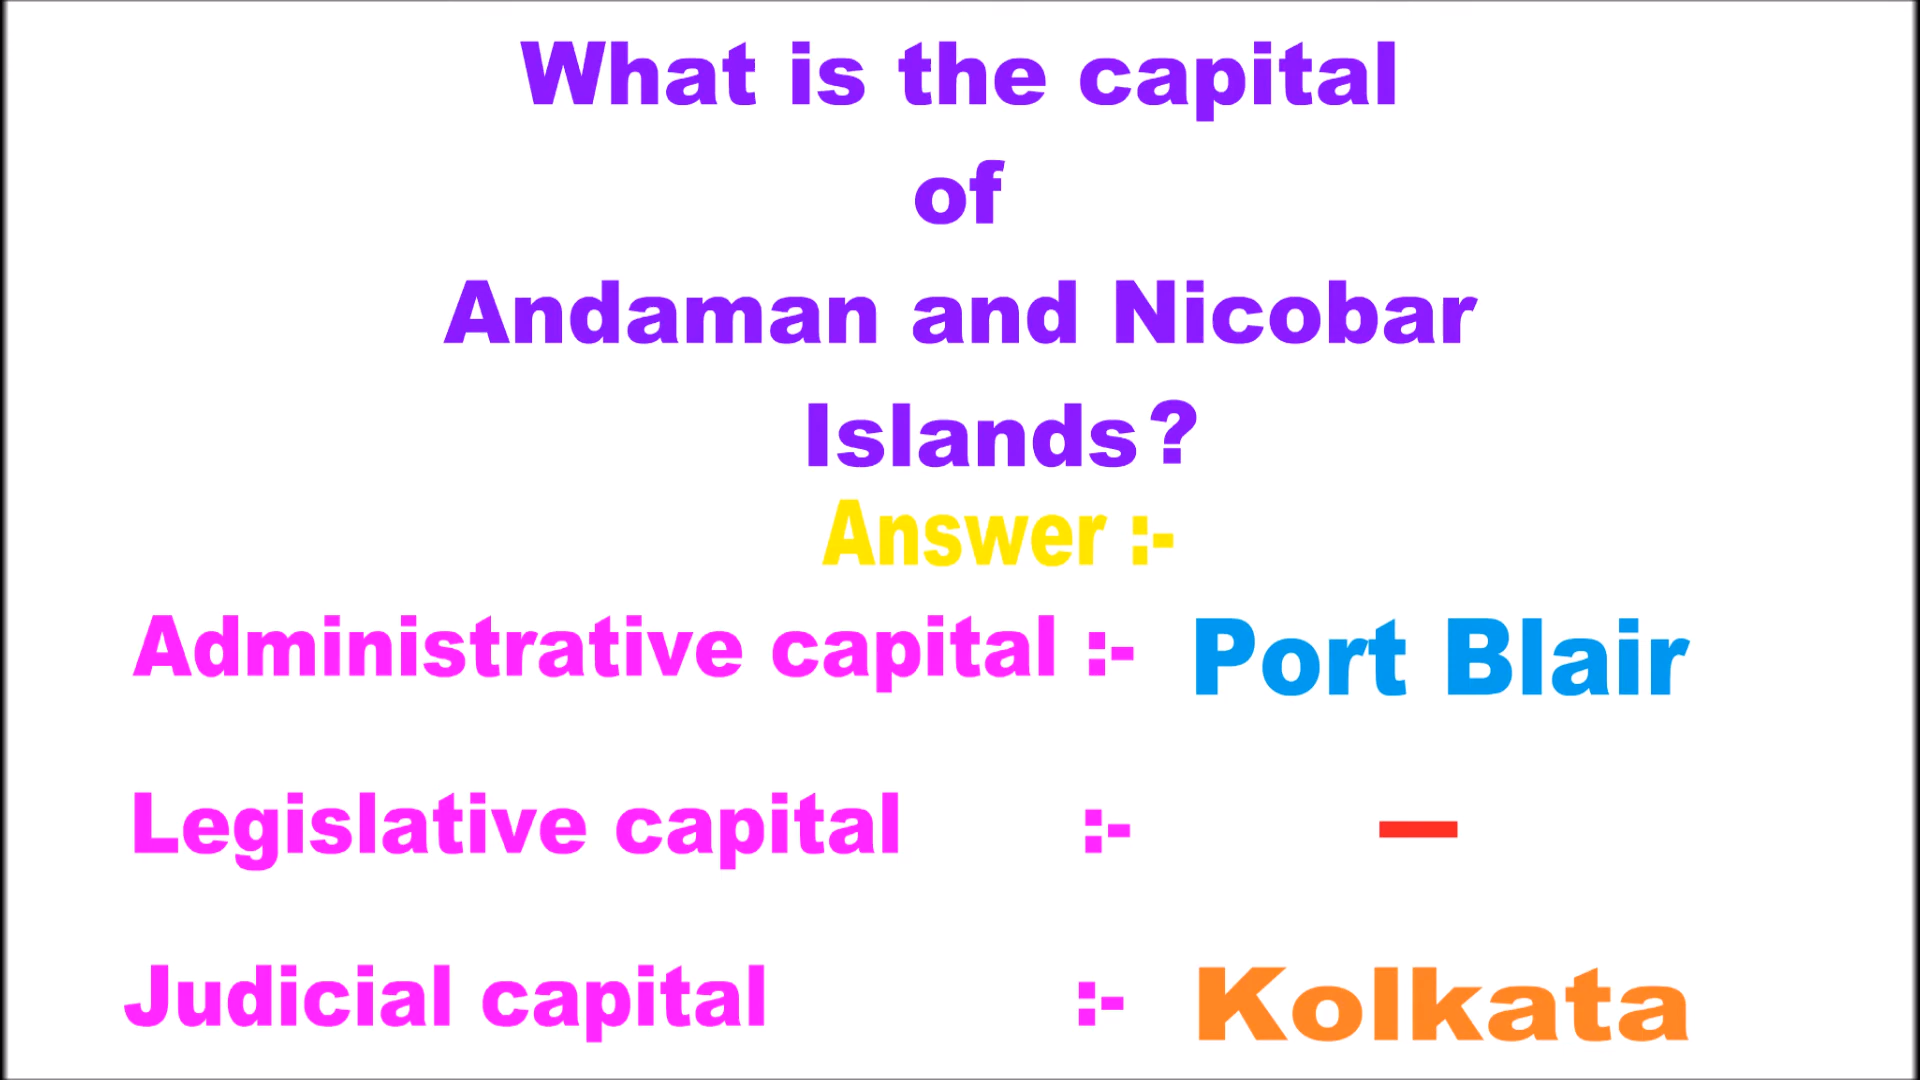 What is the capital
of
Andaman and Nicobar
Islands?
Answer :-
Administrative capital :- Port Blair
Legislative capital :- —
Judicial capital :- Kolkata